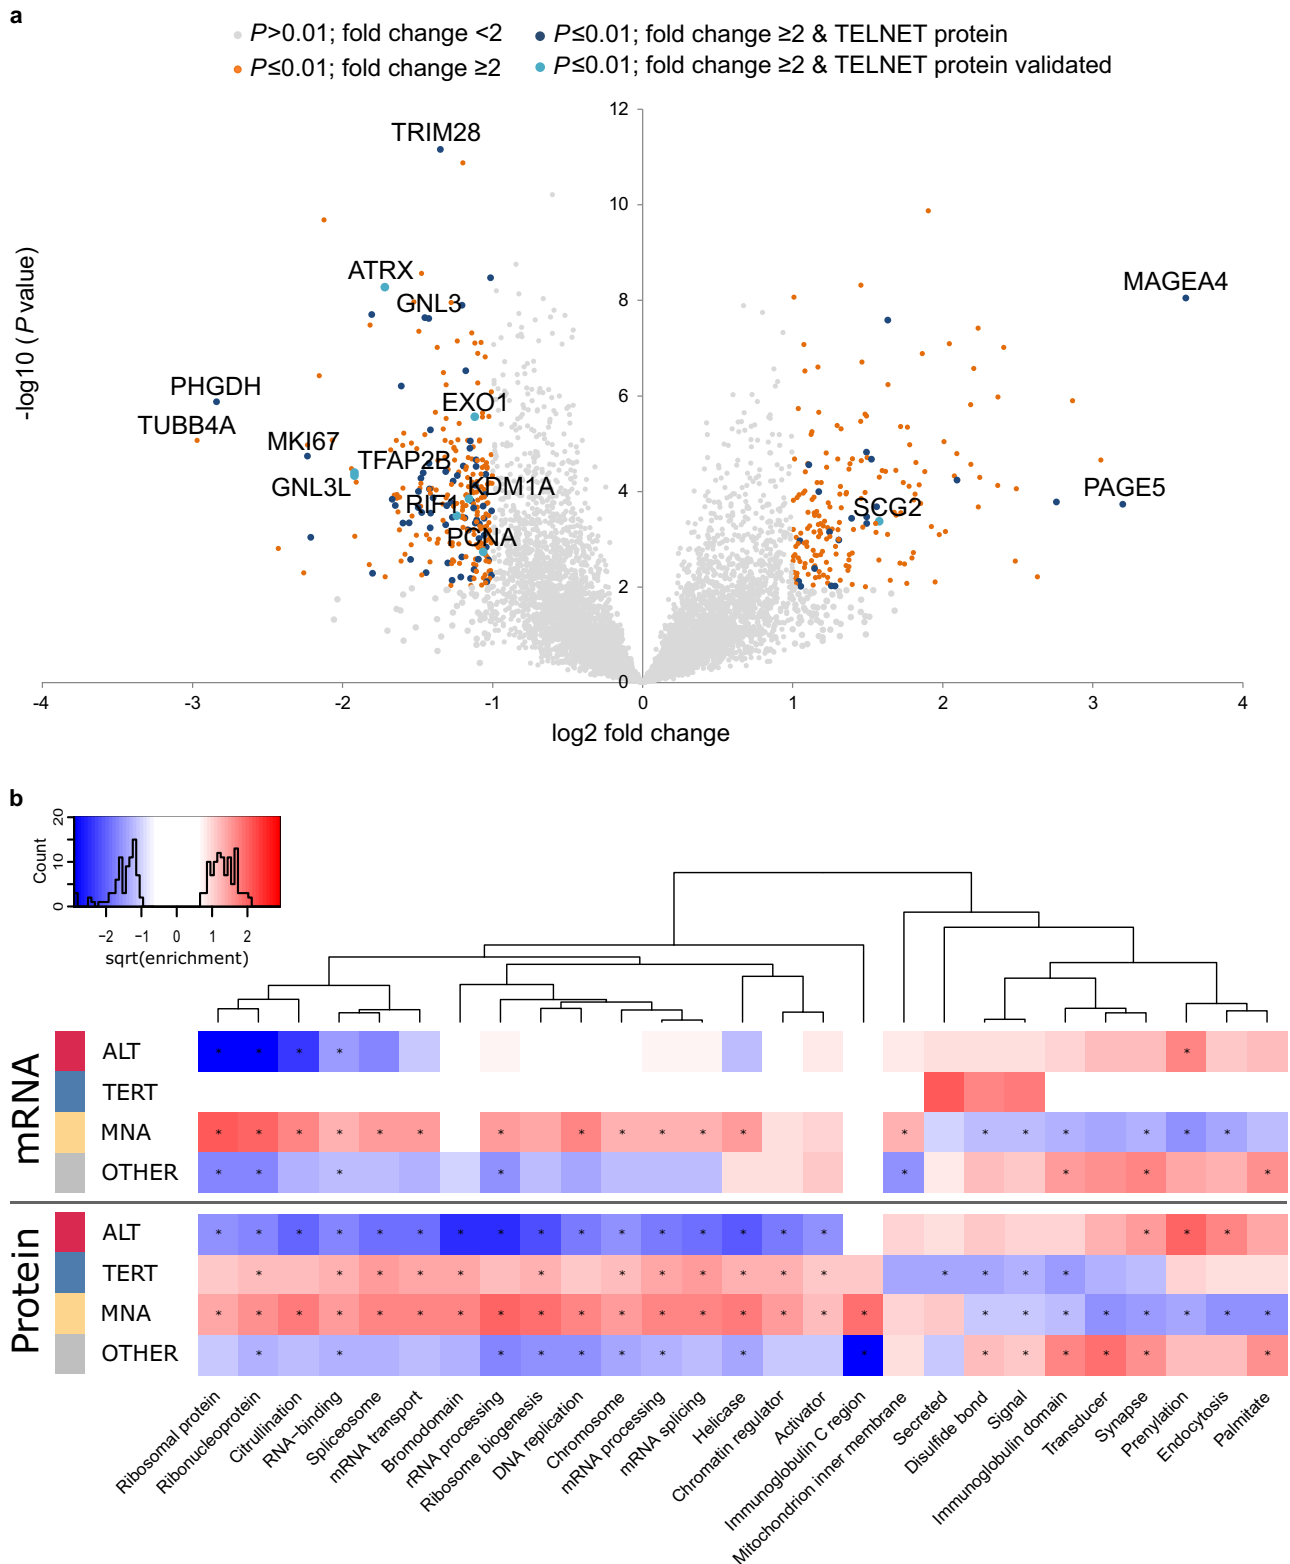 a
P>0.01; fold change <2
P≤0.01; fold change ≥2 & TELNET protein
P≤0.01; fold change ≥2
P≤0.01; fold change ≥2 & TELNET protein validated
-log10 (P value)
12
10
8
6
4
2
0
TRIM28
ATRX
GNL3
MAGEA4
PHGDH
EXO1
TUBB4A
MKI67
TFAP2B
GNL3L
KDM1A
PAGE5
RIF1
SCG2
PCNA
-4
-3
-2
-1
0
1
2
3
4
log2 fold change
b
Count
0
10
20
−2
−1
0
1
2
sqrt(enrichment)
mRNA
ALT
TERT
MNA
OTHER
Protein
ALT
TERT
MNA
OTHER
Ribosomal protein
Ribonucleoprotein
Citrullination
RNA−binding
Spliceosome
mRNA transport
Bromodomain
rRNA processing
Ribosome biogenesis
DNA replication
Chromosome
mRNA processing
mRNA splicing
Helicase
Chromatin regulator
Activator
Immunoglobulin C region
Mitochondrion inner membrane
Secreted
Disulfide bond
Signal
Immunoglobulin domain
Transducer
Synapse
Prenylation
Endocytosis
Palmitate